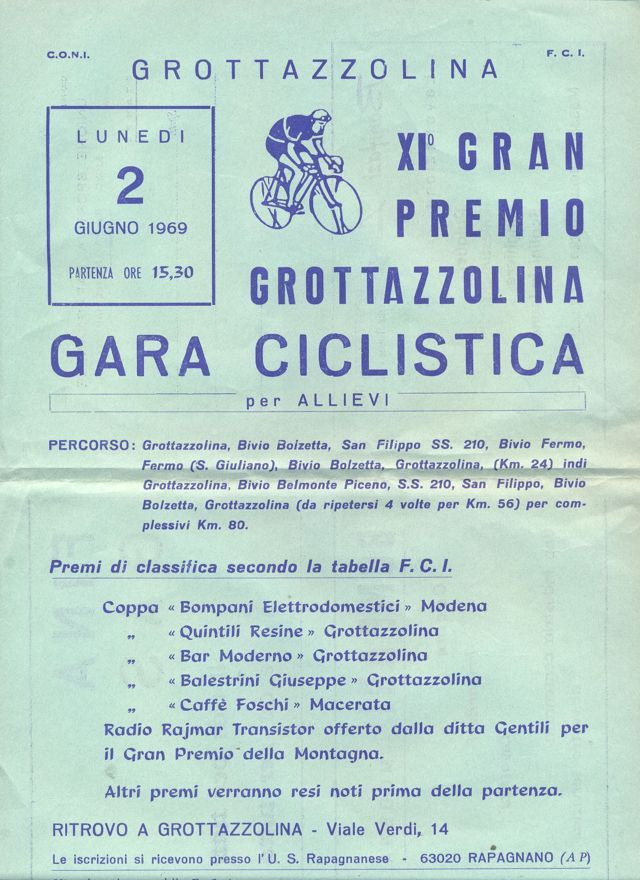 C.O.N.I.
F. C. I.
GROTTAZZOLINA
LUNEDI
2
GIUGNO 1969
PARTENZA ORE 15,30
XI° GRAN
PREMIO
GROTTAZZOLINA
GARA CICLISTICA
per ALLIEVI
PERCORSO: Grottazzolina, Bivio Bolzetta, San Filippo SS. 210, Bivio Fermo,
Fermo (S. Giuliano), Bivio Bolzetta, Grottazzolina, (Km. 24) indi
Grottazzolina, Bivio Belmonte Piceno, S.S. 210, San Filippo, Bivio
Bolzetta, Grottazzolina (da ripetersi 4 volte per Km. 56) per com-
plessivi Km. 80.
Premi di classifica secondo la tabella F. C. I.
Coppa « Bompani Elettrodomestici » Modena
„ « Quintili Resine » Grottazzolina
„ « Bar Moderno » Grottazzolina
„ « Balestrini Giuseppe » Grottazzolina
„ « Caffè Foschi » Macerata
Radio Rajmar Transistor offerto dalla ditta Gentili per
il Gran Premio della Montagna.
Altri premi verranno resi noti prima della partenza.
RITROVO A GROTTAZZOLINA - Viale Verdi, 14
Le iscrizioni si ricevono presso l'U. S. Rapagnanese - 63020 RAPAGNANO (AP)